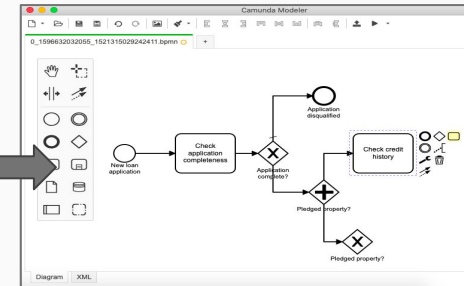 Camunda Modeler
0_1596632032055_1521315029242411.bpmn
+
Application
disqualified
New loan
application
Check
application
completeness
Application
complete?
Check credit
history
Pledged property?
Pledged property?
Diagram
XML